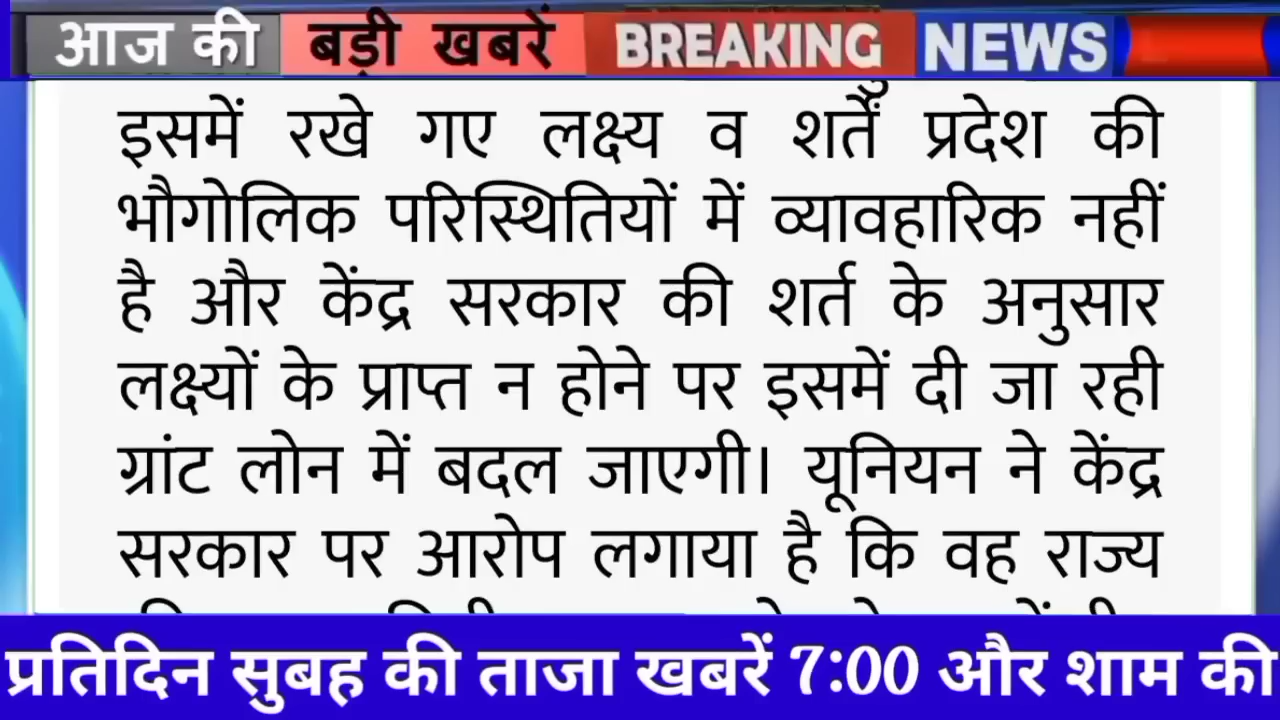 आज की बड़ी खबरें BREAKING NEWS
इसमें रखे गए लक्ष्य व शर्तें प्रदेश की
भौगोलिक परिस्थितियों में व्यावहारिक नहीं
है और केंद्र सरकार की शर्त के अनुसार
लक्ष्यों के प्राप्त न होने पर इसमें दी जा रही
ग्रांट लोन में बदल जाएगी। यूनियन ने केंद्र
सरकार पर आरोप लगाया है कि वह राज्य
प्रतिदिन सुबह की ताजा खबरें 7:00 और शाम की